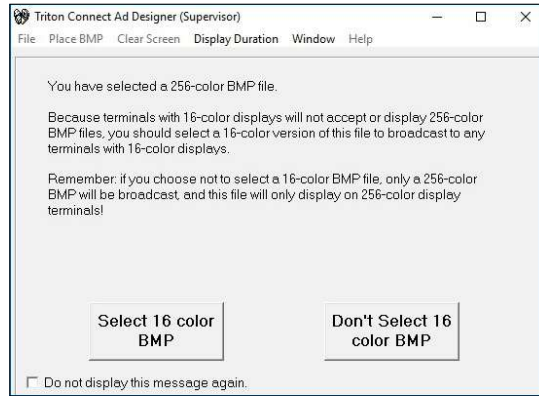 Triton Connect Ad Designer (Supervisor)
File Place BMP Clear Screen Display Duration Window Help
You have selected a 256-color BMP file.
Because terminals with 16-color displays will not accept or display 256-color
BMP files, you should select a 16-color version of this file to broadcast to any
terminals with 16-color displays.
Remember: if you choose not to select a 16-color BMP file, only a 256-color
BMP will be broadcast, and this file will only display on 256-color display
terminals!
Select 16 color
BMP
Don't Select 16
color BMP
Do not display this message again.